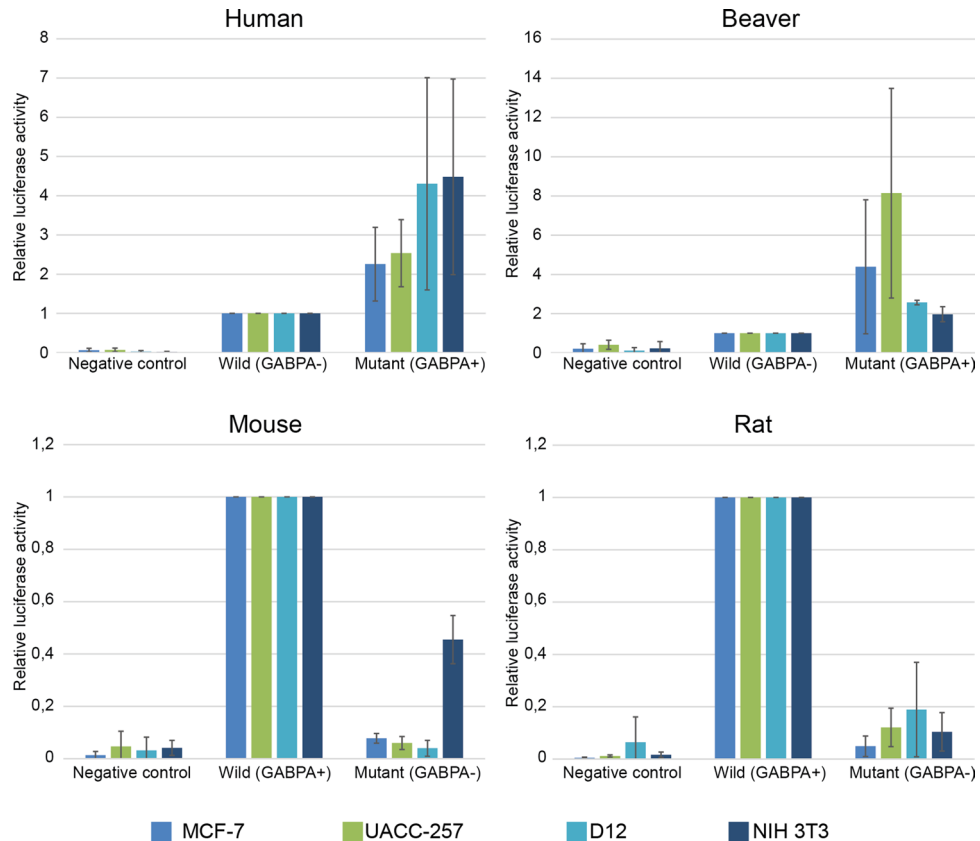 Human
Relative luciferase activity
8
7
6
5
4
3
2
1
0
Negative control
Wild (GABPA-)
Mutant (GABPA+)
Beaver
Relative luciferase activity
16
14
12
10
8
6
4
2
0
Negative control
Wild (GABPA-)
Mutant (GABPA+)
Mouse
Relative luciferase activity
1,2
1
0,8
0,6
0,4
0,2
0
Negative control
Wild (GABPA+)
Mutant (GABPA-)
Rat
Relative luciferase activity
1,2
1
0,8
0,6
0,4
0,2
0
Negative control
Wild (GABPA+)
Mutant (GABPA-)
MCF-7
UACC-257
D12
NIH 3T3